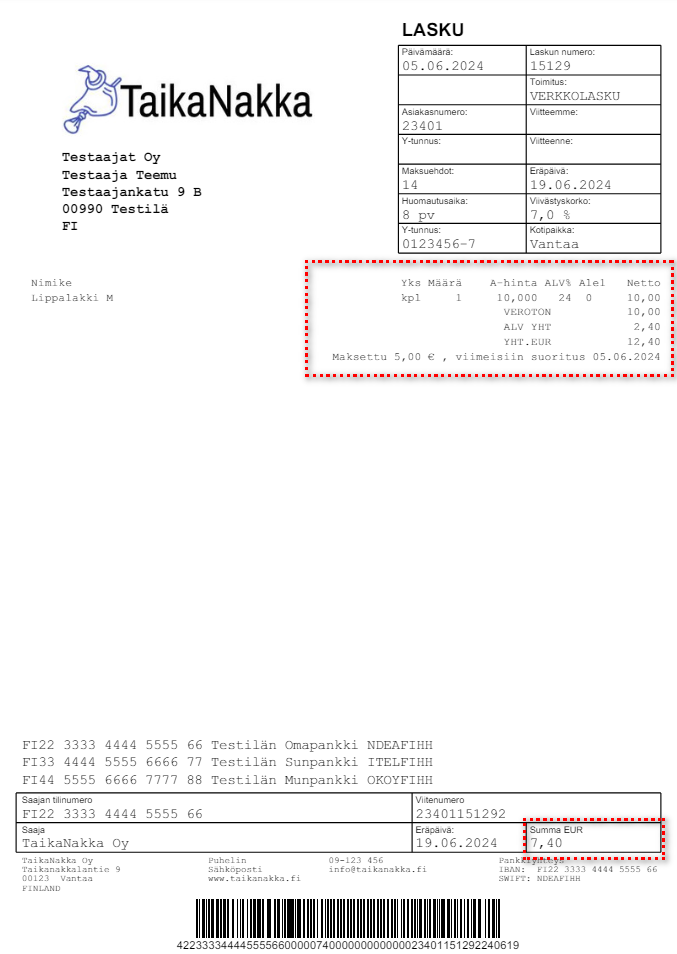 LASKU
TaikaNakka
Päivämäärä: Laskun numero:
05.06.2024 15129
Toimitus:
VERKKOLASKU
Asiakasnumero: Viitteemme:
23401
Y-tunnus: Viitteenne:
Maksuehdot: Eräpäivä:
14 19.06.2024
Huomautusaika: Viivästyskorko:
8 pv 7,0 %
Y-tunnus: Kotipaikka:
0123456-7 Vantaa
Testaajat Oy
Testaaja Teemu
Testaajankatu 9 B
00990 Testilä
FI
Nimike Yks Määrä A-hinta ALV% Ale1 Netto
Lippalakki M kpl 1 10,000 24 0 10,00
VEROTON 10,00
ALV YHT 2,40
YHT.EUR 12,40
Maksettu 5,00 € , viimeisiin suoritus 05.06.2024
FI22 3333 4444 5555 66 Testilän Omapankki NDEAFIHH
FI33 4444 5555 6666 77 Testilän Sunpankki ITELFIHH
FI44 5555 6666 7777 88 Testilän Munpankki OKOYFIHH
Saajan tilinumero Viitenumero
FI22 3333 4444 5555 66 23401151292
Saaja Eräpäivä: Summa EUR
TaikaNakka Oy 19.06.2024 7,40
TaikaNakka Oy Puhelin 09-123 456 Pankkiyhteys
Taikanakkalantie 9 Sähköposti info@taikanakka.fi IBAN: FI22 3333 4444 5555 66
00123 Vantaa www.taikanakka.fi SWIFT: NDEAFIHH
FINLAND
422333344445555660000074000000000000023401151292240619